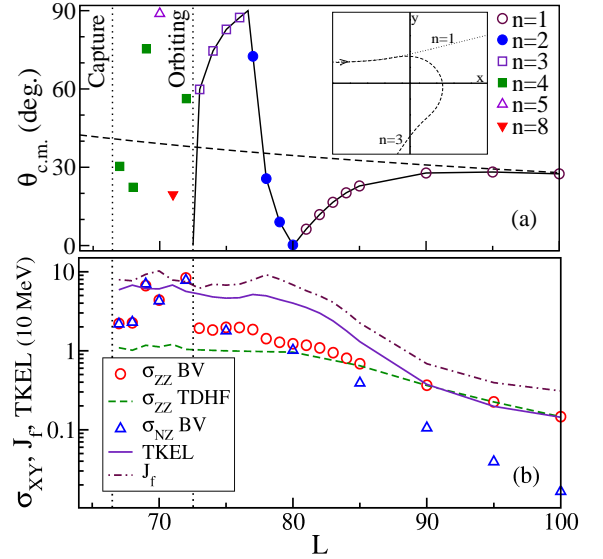 90
60
30
0
θc.m. (deg.)
Capture
Orbiting
y
n=1
x
n=3
n=1
n=2
n=3
n=4
n=5
n=8
(a)
10
1
0.1
σXY, Jf, TKEL (10 MeV)
σZZ BV
σZZ TDHF
σNZ BV
TKEL
Jf
(b)
70
80
90
100
L